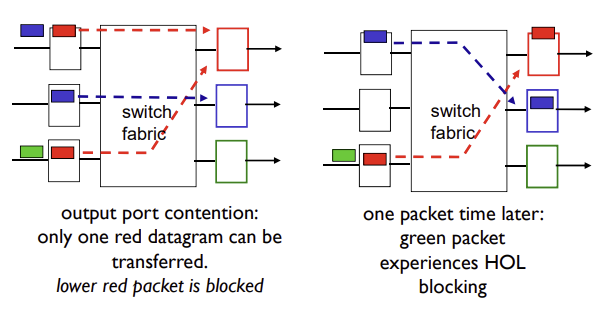 switch
fabric
switch
fabric
output port contention:
only one red datagram can be
transferred.
lower red packet is blocked
one packet time later:
green packet
experiences HOL
blocking